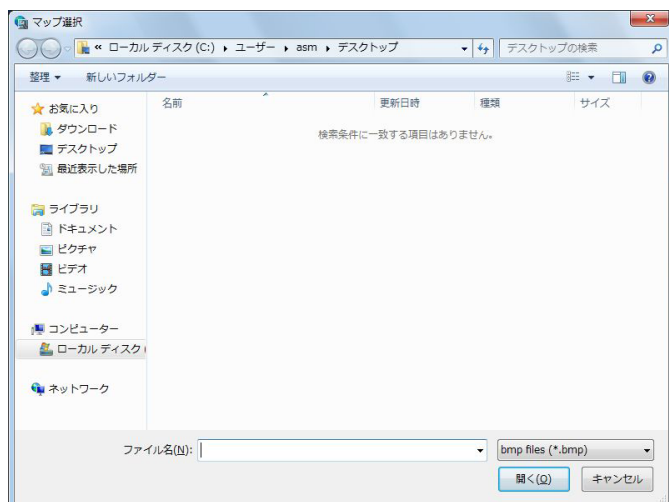 マップ選択
« ローカル ディスク (C:) ▸ ユーザー ▸ asm ▸ デスクトップ
デスクトップの検索
整理 ▼ 新しいフォルダー
名前 更新日時 種類 サイズ
検索条件に一致する項目はありません。
お気に入り
ダウンロード
デスクトップ
最近表示した場所
ライブラリ
ドキュメント
ピクチャ
ビデオ
ミュージック
コンピューター
ローカル ディスク (
ネットワーク
ファイル名(N):
bmp files (*.bmp)
開く(O) キャンセル